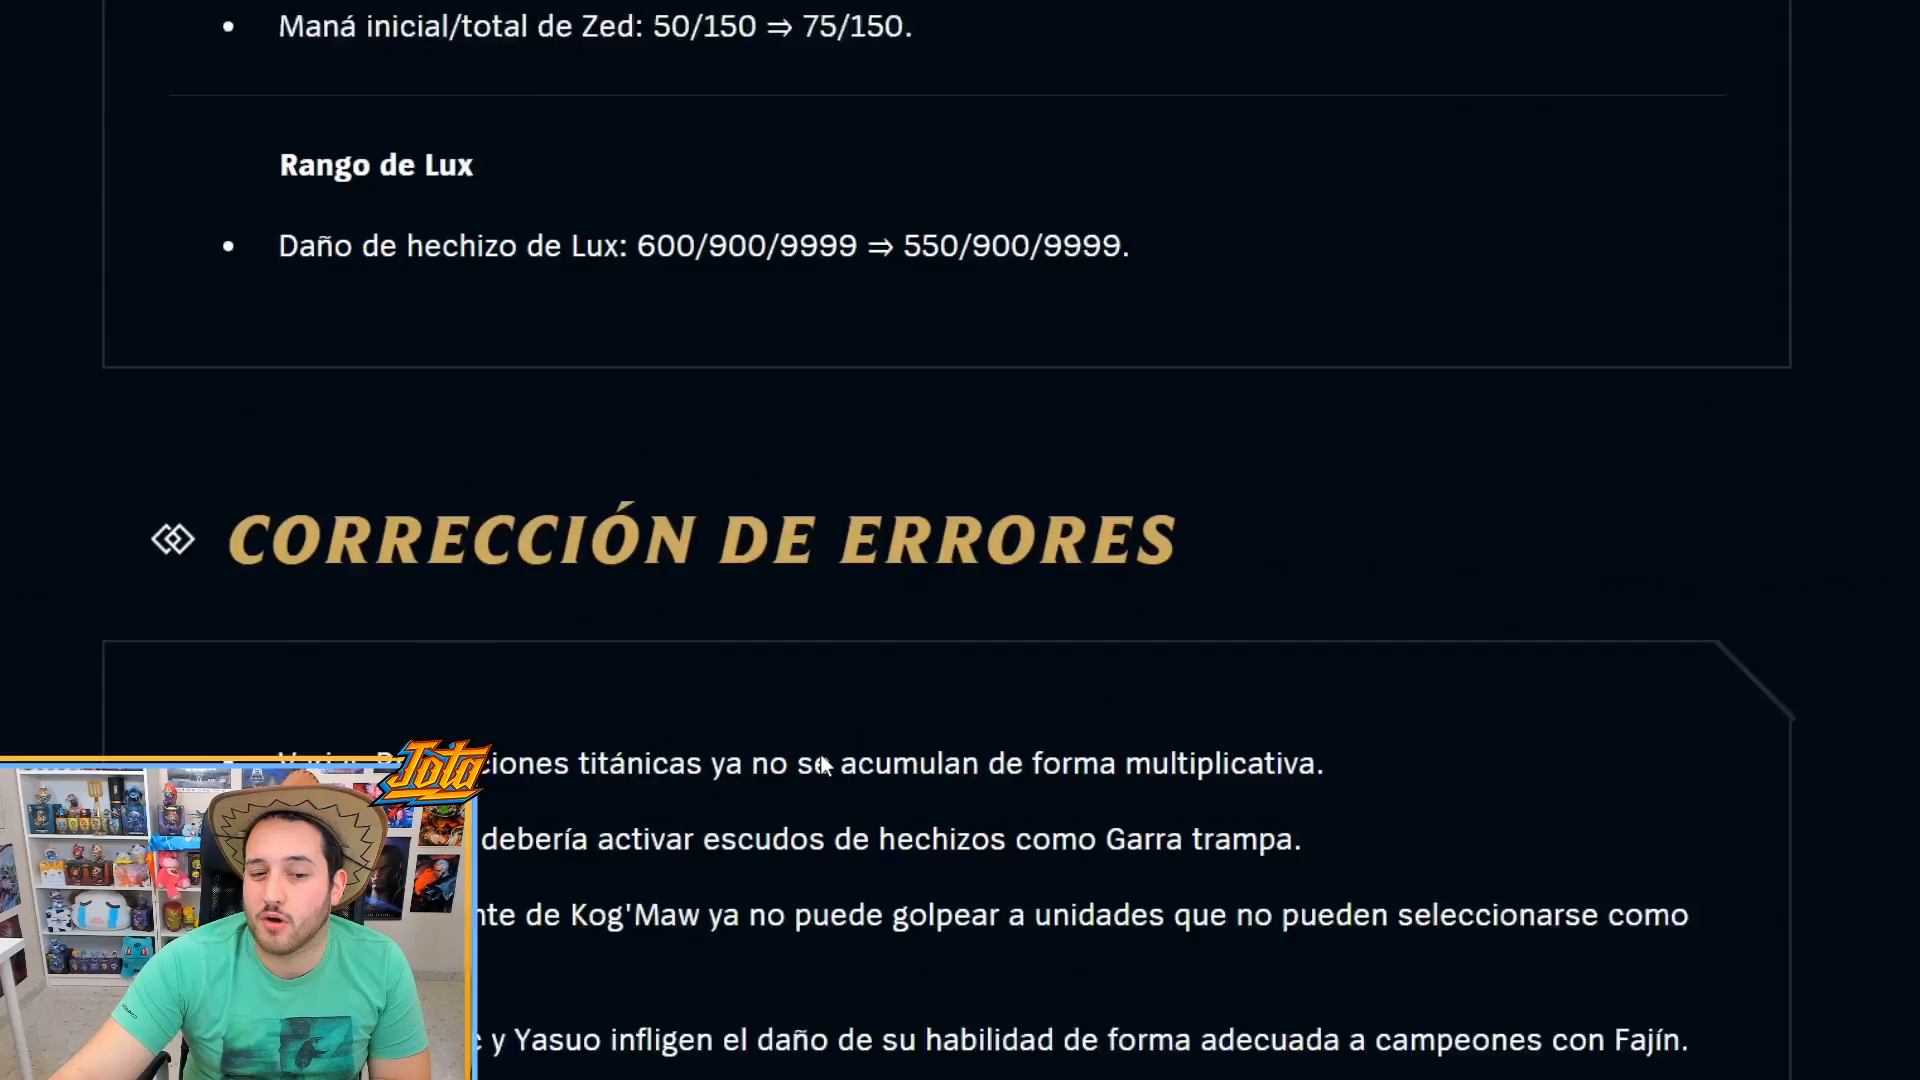 • Maná inicial/total de Zed: 50/150 ⇒ 75/150.
Rango de Lux
• Daño de hechizo de Lux: 600/900/9999 ⇒ 550/900/9999.
CORRECCIÓN DE ERRORES
ciones titánicas ya no se acumulan de forma multiplicativa.
Jota
debería activar escudos de hechizos como Garra trampa.
nte de Kog'Maw ya no puede golpear a unidades que no pueden seleccionarse como
y Yasuo infligen el daño de su habilidad de forma adecuada a campeones con Fajín.